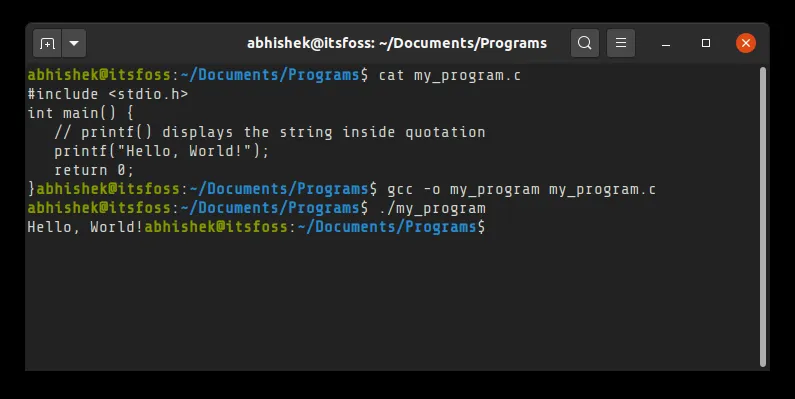 abhishek@itsfoss: ~/Documents/Programs
abhishek@itsfoss:~/Documents/Programs$ cat my_program.c
#include <stdio.h>
int main() {
   // printf() displays the string inside quotation
   printf("Hello, World!");
   return 0;
}abhishek@itsfoss:~/Documents/Programs$ gcc -o my_program my_program.c
abhishek@itsfoss:~/Documents/Programs$ ./my_program
Hello, World!abhishek@itsfoss:~/Documents/Programs$